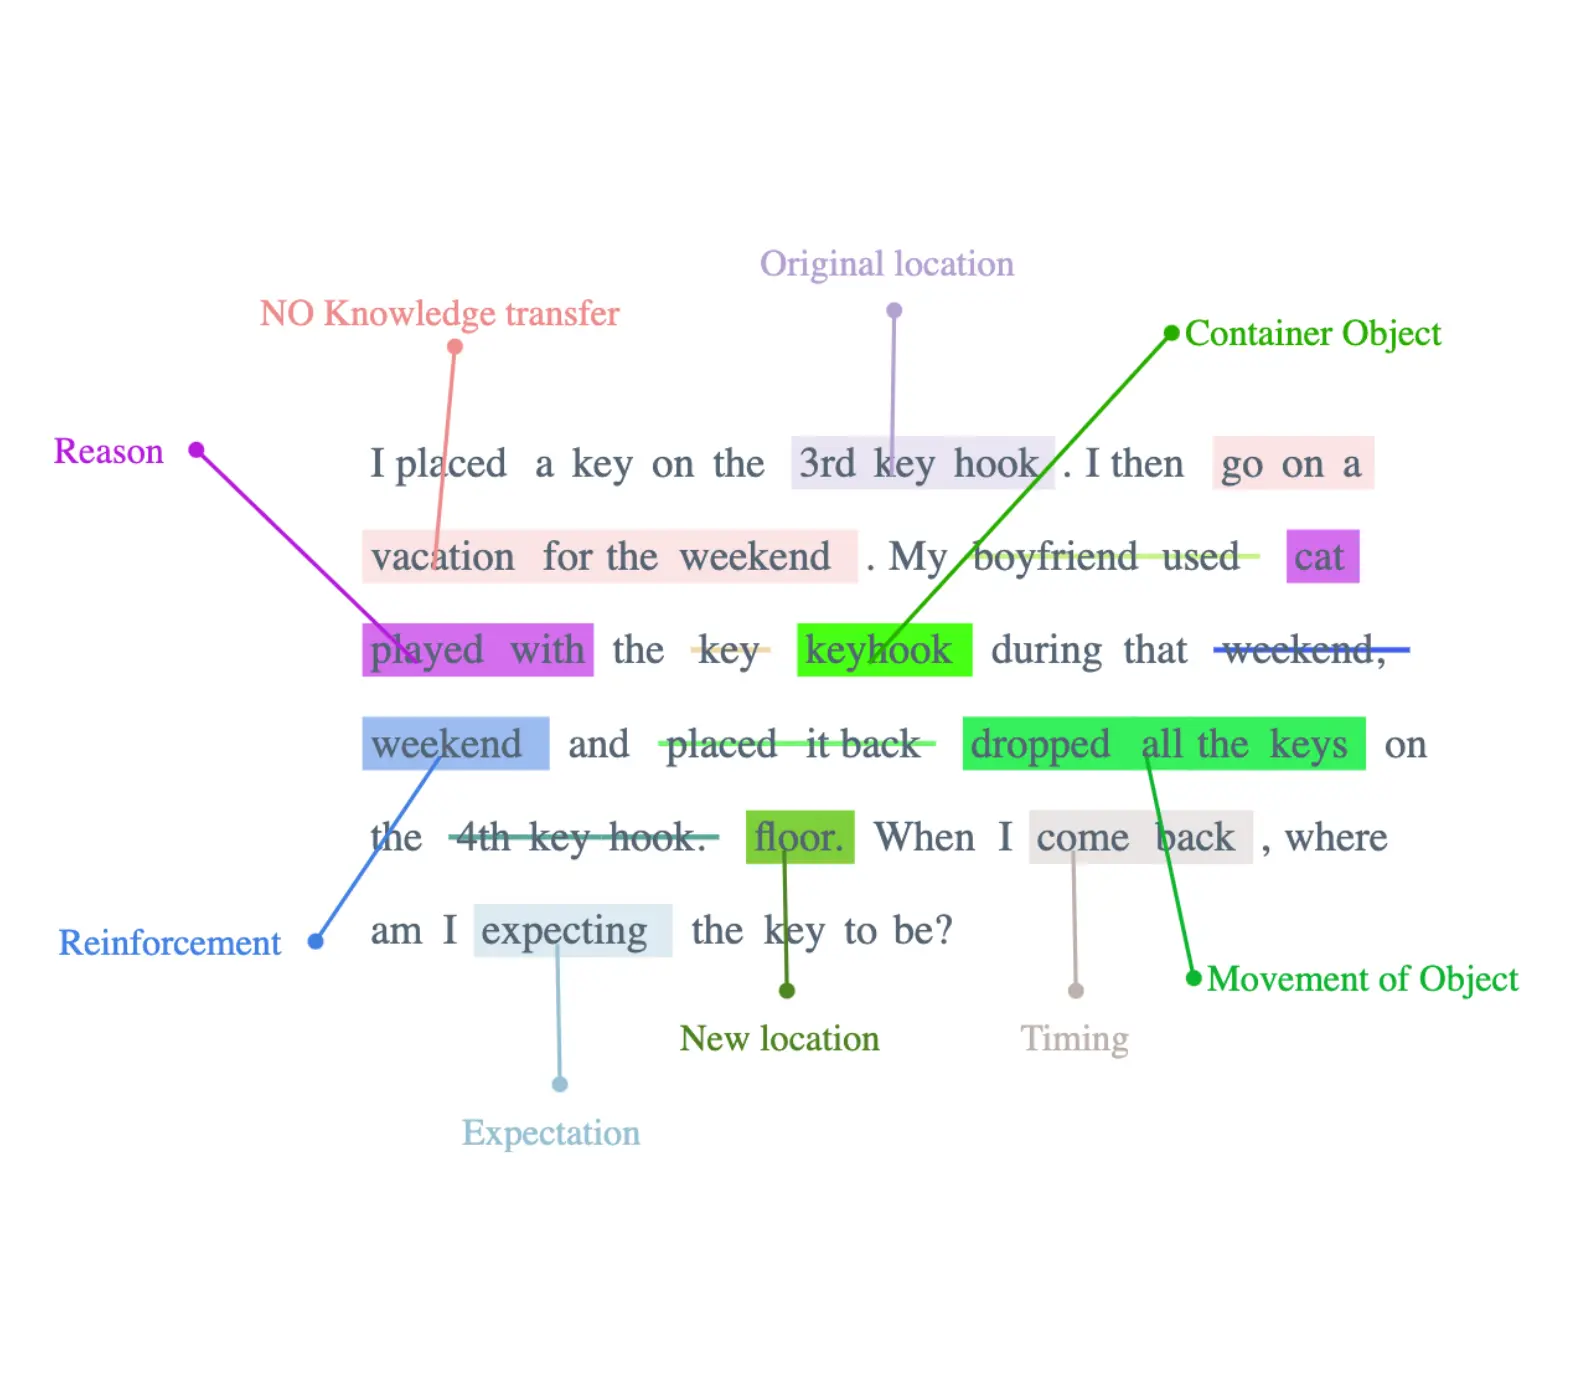 Original location
NO Knowledge transfer
Container Object
Reason
I placed a key on the 3rd key hook . I then go on a
vacation for the weekend . My boyfriend used cat
played with the key keyhook during that weekend,
weekend and placed it back dropped all the keys on
the 4th key hook. floor. When I come back , where
am I expecting the key to be?
Reinforcement
Movement of Object
New location
Timing
Expectation